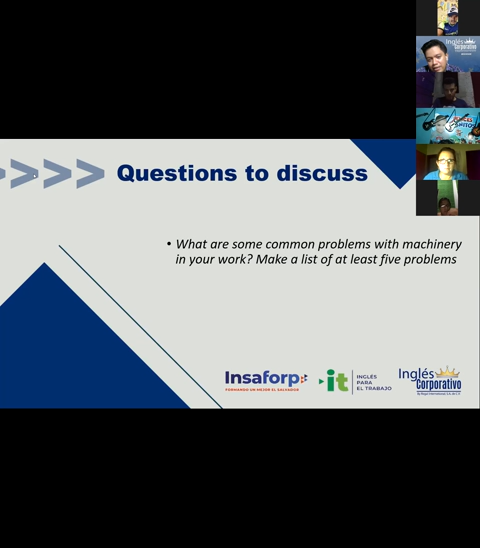 Inglés
Corporativo
>>>> Questions to discuss
• What are some common problems with machinery
in your work? Make a list of at least five problems
Insaforp
FORMANDO UN MEJOR EL SALVADOR
it
INGLÉS
PARA
EL TRABAJO
Inglés
Corporativo